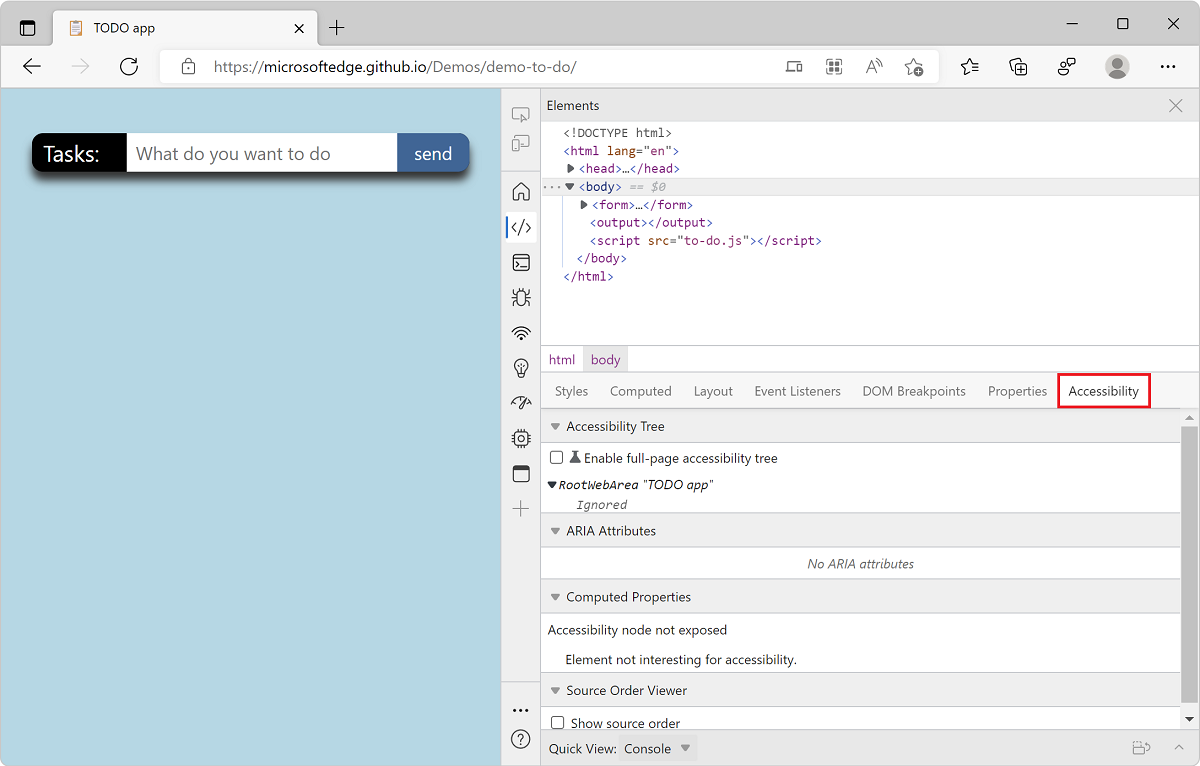 TODO app
https://microsoftedge.github.io/Demos/demo-to-do/
Tasks:
What do you want to do
send
Elements
<!DOCTYPE html>
<html lang="en">
<head>…</head>
<body> == $0
<form>…</form>
<output></output>
<script src="to-do.js"></script>
</body>
</html>
html body
Styles Computed Layout Event Listeners DOM Breakpoints Properties Accessibility
Accessibility Tree
Enable full-page accessibility tree
RootWebArea "TODO app"
Ignored
ARIA Attributes
No ARIA attributes
Computed Properties
Accessibility node not exposed
Element not interesting for accessibility.
Source Order Viewer
Show source order
Quick View: Console